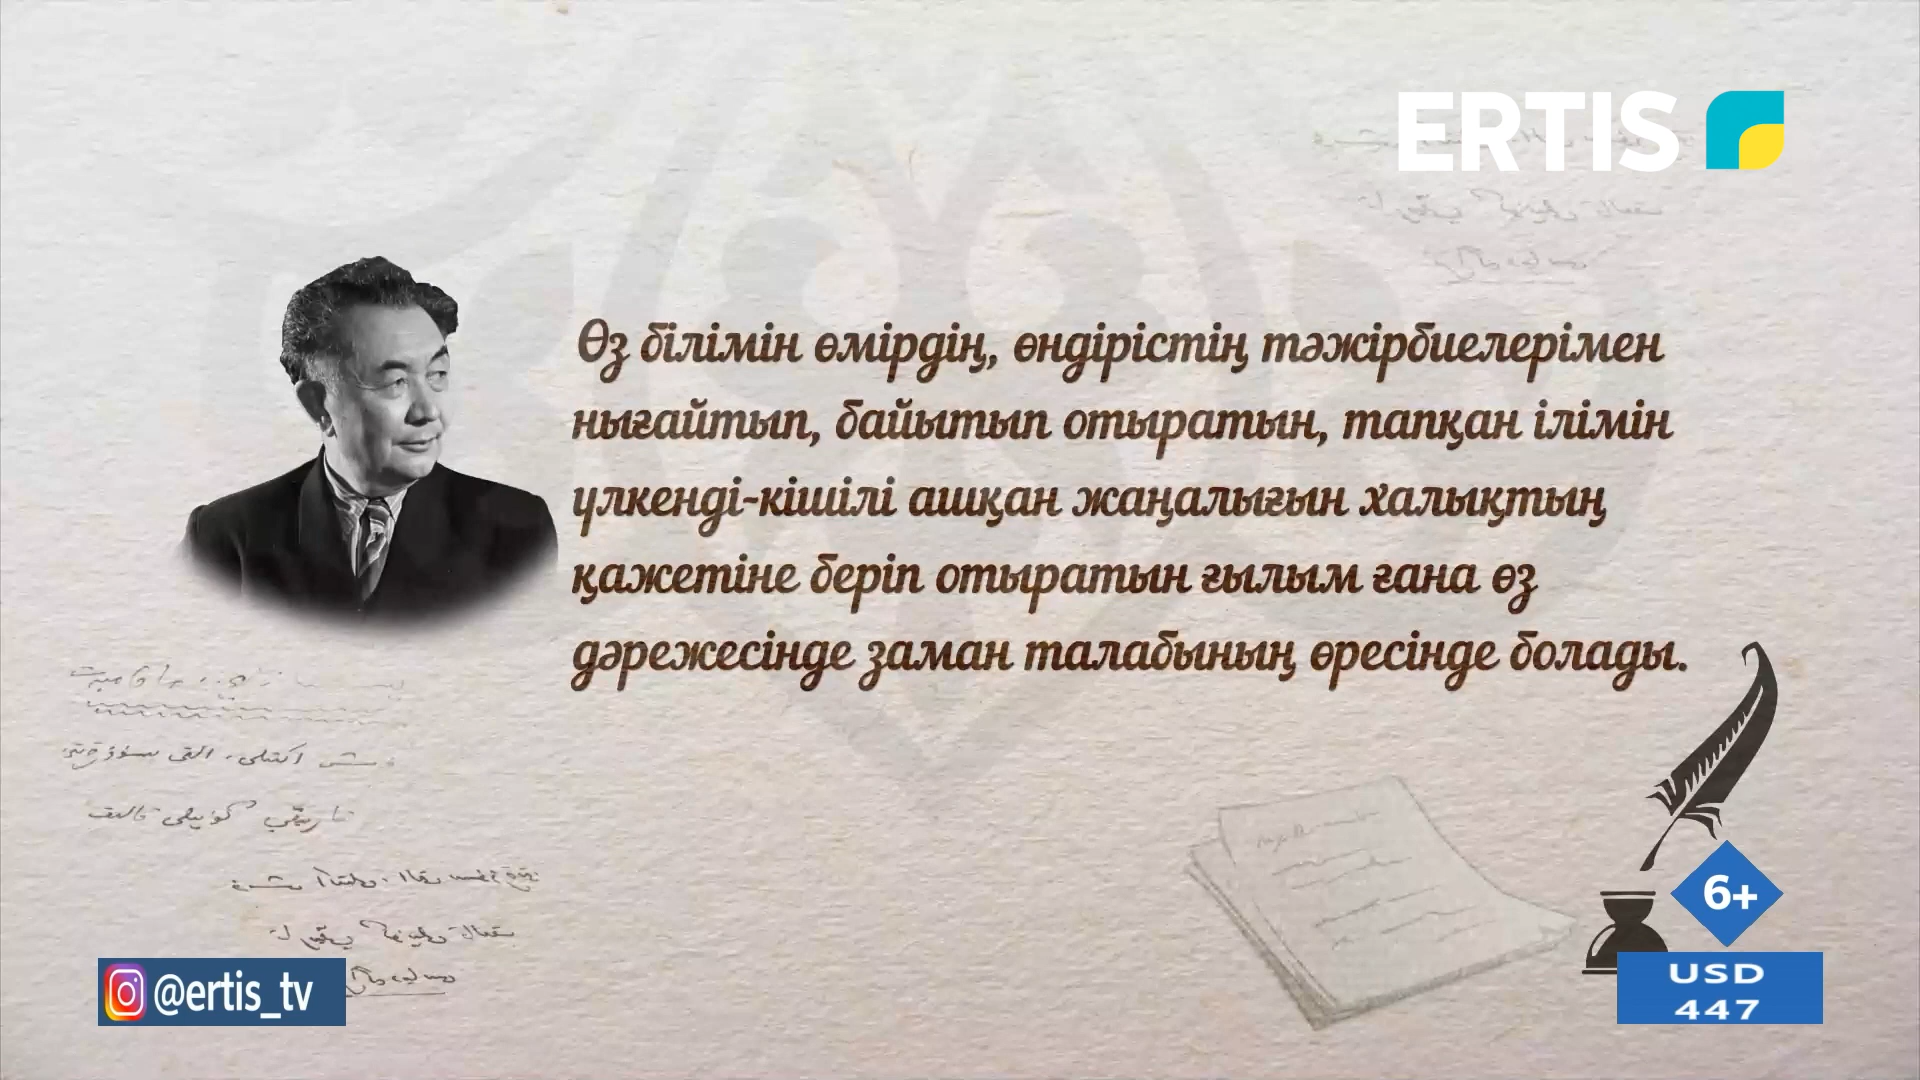 ERTIS
Өз білімін өмірдің, өндірістің тәжірбиелерімен
нығайтып, байытып отыратын, тапқан ілімін
үлкенді-кішілі ашқан жаңалығын халықтың
қажетіне беріп отыратын ғылым ғана өз
дәрежесінде заман талабының өресінде болады.
6+
@ertis_tv
USD
447